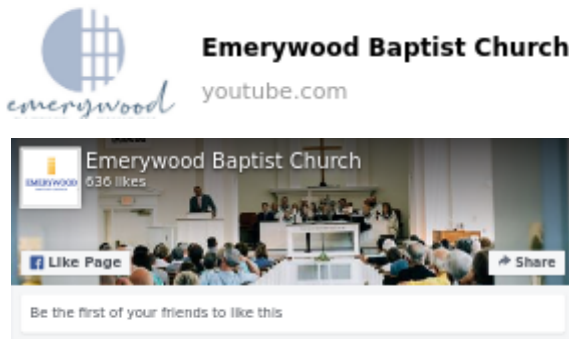 emerywood
Emerywood Baptist Church
youtube.com
Emerywood Baptist Church
EMERYWOOD
636 likes
Like Page
Share
Be the first of your friends to like this